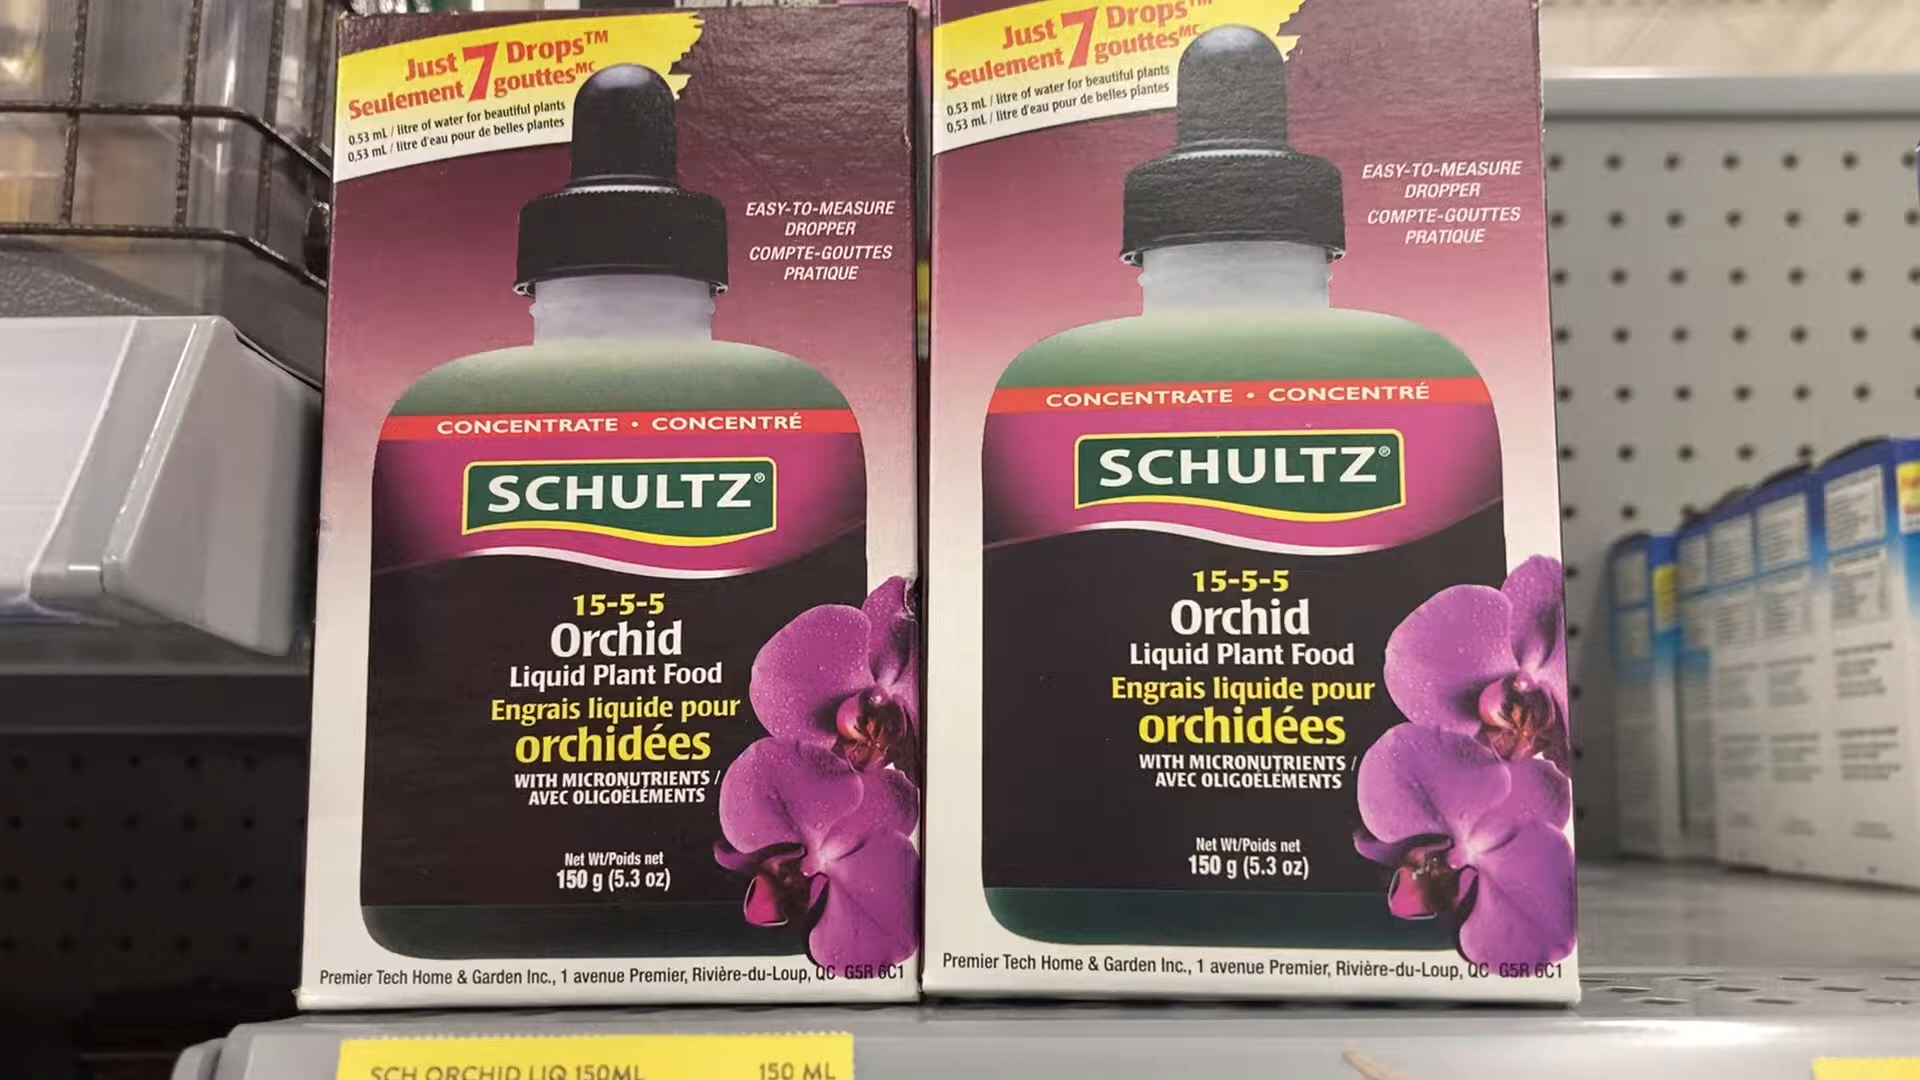 Just 7 Drops™
Seulement 7 gouttesMC
0.53 mL / litre of water for beautiful plants
0,53 mL / litre d'eau pour de belles plantes
EASY-TO-MEASURE
DROPPER
COMPTE-GOUTTES
PRATIQUE
CONCENTRATE • CONCENTRÉ
SCHULTZ®
15-5-5
Orchid
Liquid Plant Food
Engrais liquide pour
orchidées
WITH MICRONUTRIENTS /
AVEC OLIGOÉLÉMENTS
Net Wt/Poids net
150 g (5.3 oz)
Premier Tech Home & Garden Inc., 1 avenue Premier, Rivière-du-Loup, QC G5R 6C1
Just 7 Drops™
Seulement 7 gouttesMC
0.53 mL / litre of water for beautiful plants
0,53 mL / litre d'eau pour de belles plantes
EASY-TO-MEASURE
DROPPER
COMPTE-GOUTTES
PRATIQUE
CONCENTRATE • CONCENTRÉ
SCHULTZ®
15-5-5
Orchid
Liquid Plant Food
Engrais liquide pour
orchidées
WITH MICRONUTRIENTS /
AVEC OLIGOÉLÉMENTS
Net Wt/Poids net
150 g (5.3 oz)
Premier Tech Home & Garden Inc., 1 avenue Premier, Rivière-du-Loup, QC G5R 6C1
SCH ORCHID LIQ 150ML 150 ML